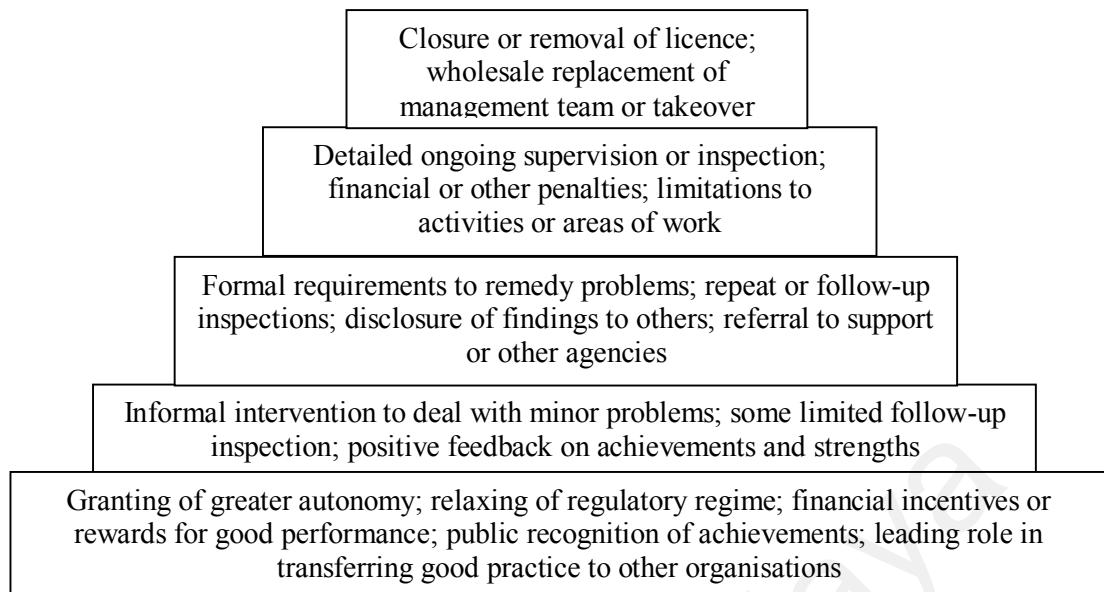 Closure or removal of licence;
wholesale replacement of
management team or takeover
Detailed ongoing supervision or inspection;
financial or other penalties; limitations to
activities or areas of work
Formal requirements to remedy problems; repeat or follow-up
inspections; disclosure of findings to others; referral to support
or other agencies
Informal intervention to deal with minor problems; some limited follow-up
inspection; positive feedback on achievements and strengths
Granting of greater autonomy; relaxing of regulatory regime; financial incentives or
rewards for good performance; public recognition of achievements; leading role in
transferring good practice to other organisations